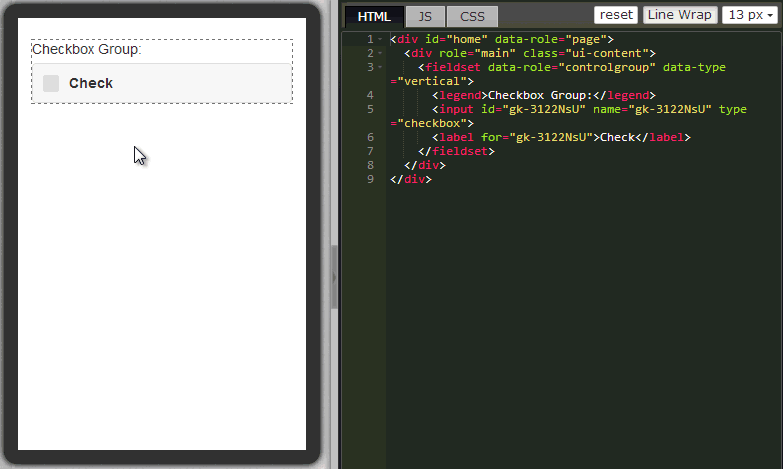 Checkbox Group:
Check
HTML JS CSS reset Line Wrap 13 px
1 <div id="home" data-role="page">
2 <div role="main" class="ui-content">
3 <fieldset data-role="controlgroup" data-type
="vertical">
4 <legend>Checkbox Group:</legend>
5 <input id="gk-3122NsU" name="gk-3122NsU" type
="checkbox">
6 <label for="gk-3122NsU">Check</label>
7 </fieldset>
8 </div>
9 </div>